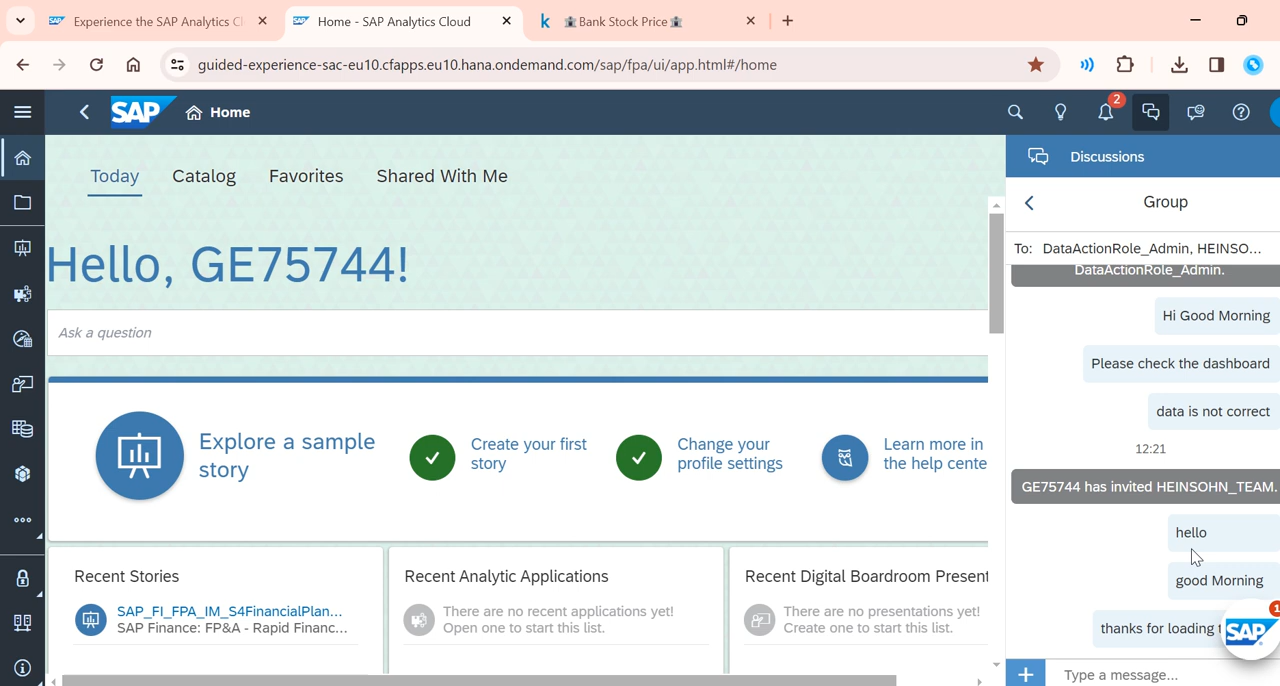 Experience the SAP Analytics Cl
Home - SAP Analytics Cloud
k
Bank Stock Price
guided-experience-sac-eu10.cfapps.eu10.hana.ondemand.com/sap/fpa/ui/app.html#/home
SAP
Home
2
Today
Catalog
Favorites
Shared With Me
Hello, GE75744!
Ask a question
Explore a sample
story
Create your first
story
Change your
profile settings
Learn more in
the help cente
Recent Stories
SAP_FI_FPA_IM_S4FinancialPlan...
SAP Finance: FP&A - Rapid Financ...
Recent Analytic Applications
There are no recent applications yet!
Open one to start this list.
Recent Digital Boardroom Present
There are no presentations yet!
Create one to start this list.
Discussions
Group
To: DataActionRole_Admin, HEINSO...
DataActionRole_Admin.
Hi Good Morning
Please check the dashboard
data is not correct
12:21
GE75744 has invited HEINSOHN_TEAM.
hello
good Morning
thanks for loading
SAP
1
Type a message...